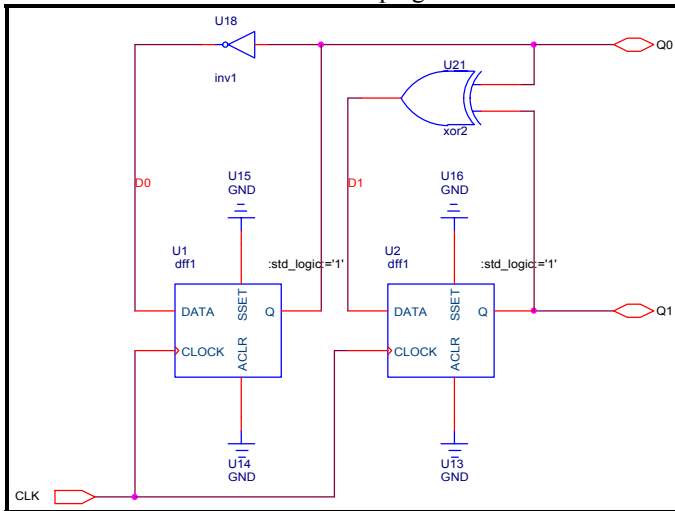 U18
Q0
U21
inv1
xor2
D0
D1
U15
GND
U16
GND
U1
dff1
:std_logic:='1'
U2
dff1
:std_logic:='1'
DATA
SSET
Q
CLOCK
ACLR
DATA
SSET
Q
CLOCK
ACLR
Q1
U14
GND
U13
GND
CLK